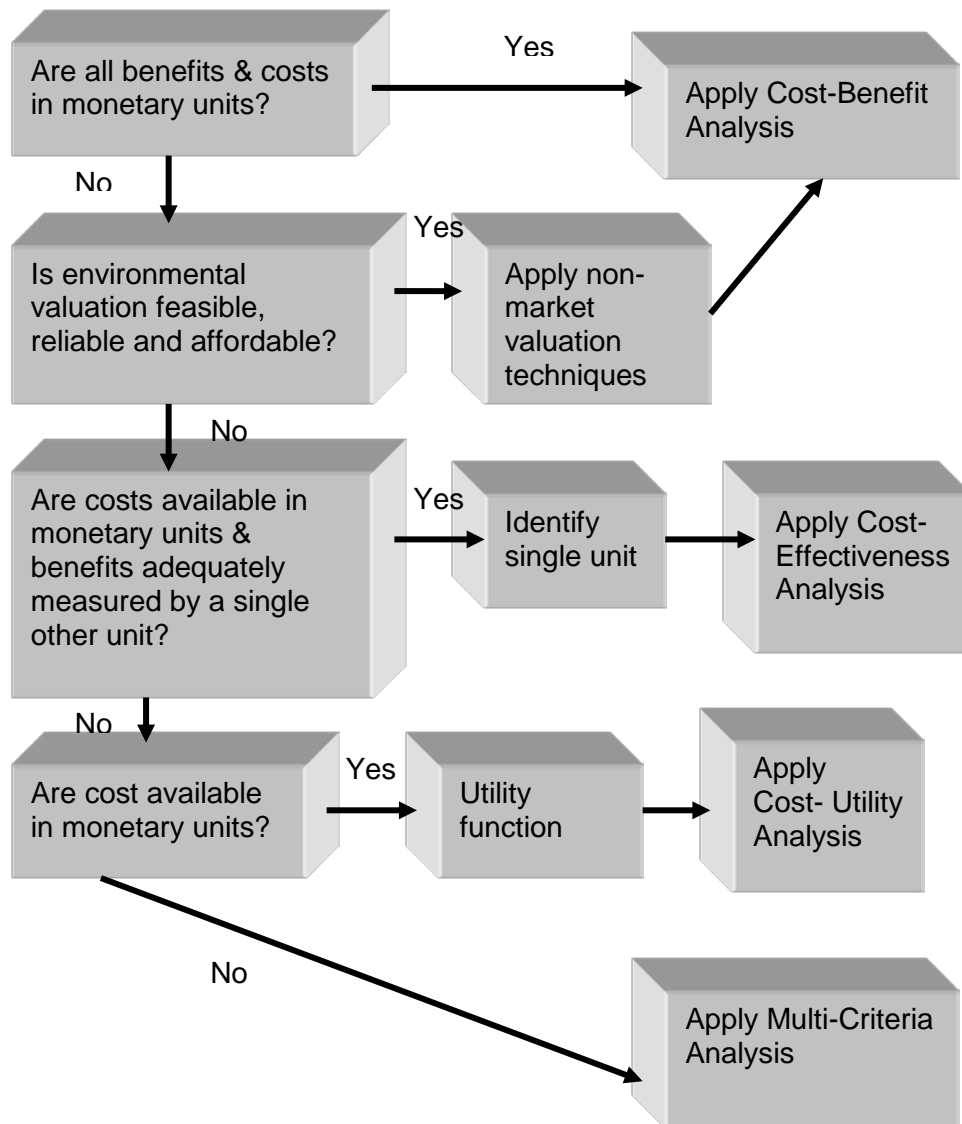 Yes
Are all benefits & costs
in monetary units?
Apply Cost-Benefit
Analysis
No
Yes
Is environmental
valuation feasible,
reliable and affordable?
Apply non-
market
valuation
techniques
No
Are costs available in
monetary units &
benefits adequately
measured by a single
other unit?
Yes
Identify
single unit
Apply Cost-
Effectiveness
Analysis
No
Are cost available
in monetary units?
Yes
Utility
function
Apply
Cost- Utility
Analysis
No
Apply Multi-Criteria
Analysis